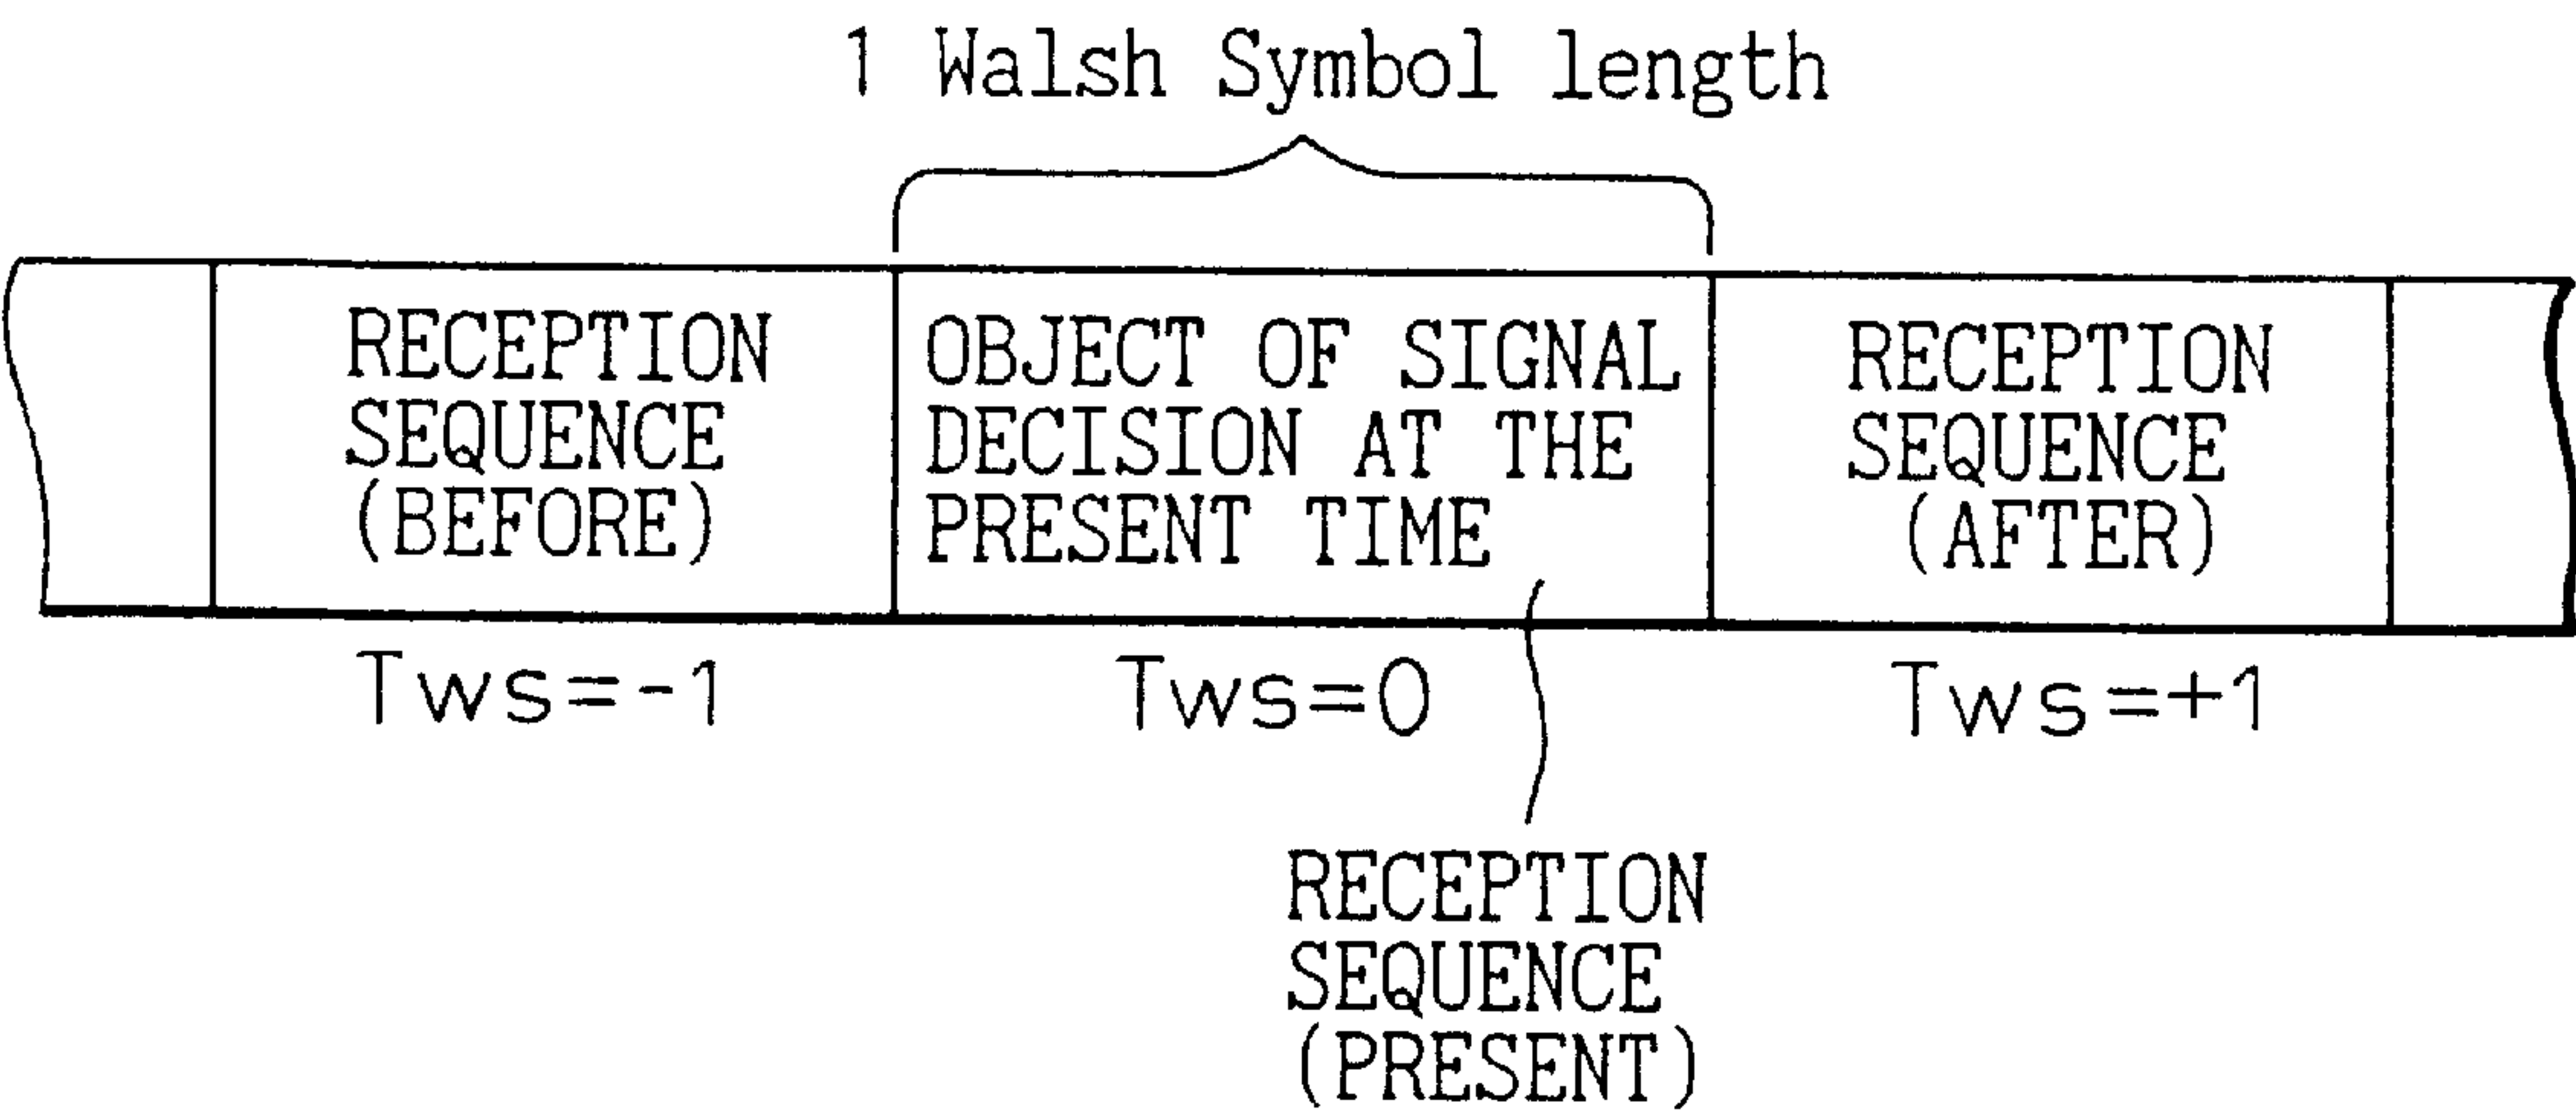 1 Walsh Symbol length
RECEPTION
SEQUENCE
(BEFORE)
OBJECT OF SIGNAL
DECISION AT THE
PRESENT TIME
RECEPTION
SEQUENCE
(AFTER)
Tws=-1
Tws=0
Tws=+1
RECEPTION
SEQUENCE
(PRESENT)